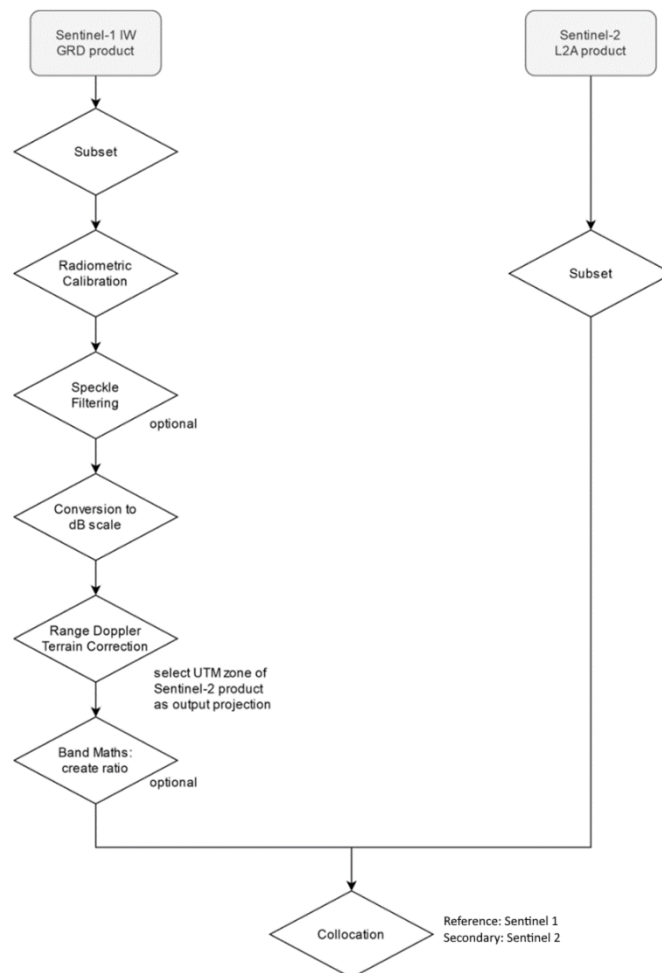 Sentinel-1 IW
GRD product
Sentinel-2
L2A product
Subset
Radiometric
Calibration
Subset
Speckle
Filtering
optional
Conversion to
dB scale
Range Doppler
Terrain Correction
select UTM zone of
Sentinel-2 product
as output projection
Band Maths:
create ratio
optional
Collocation
Reference: Sentinel 1
Secondary: Sentinel 2